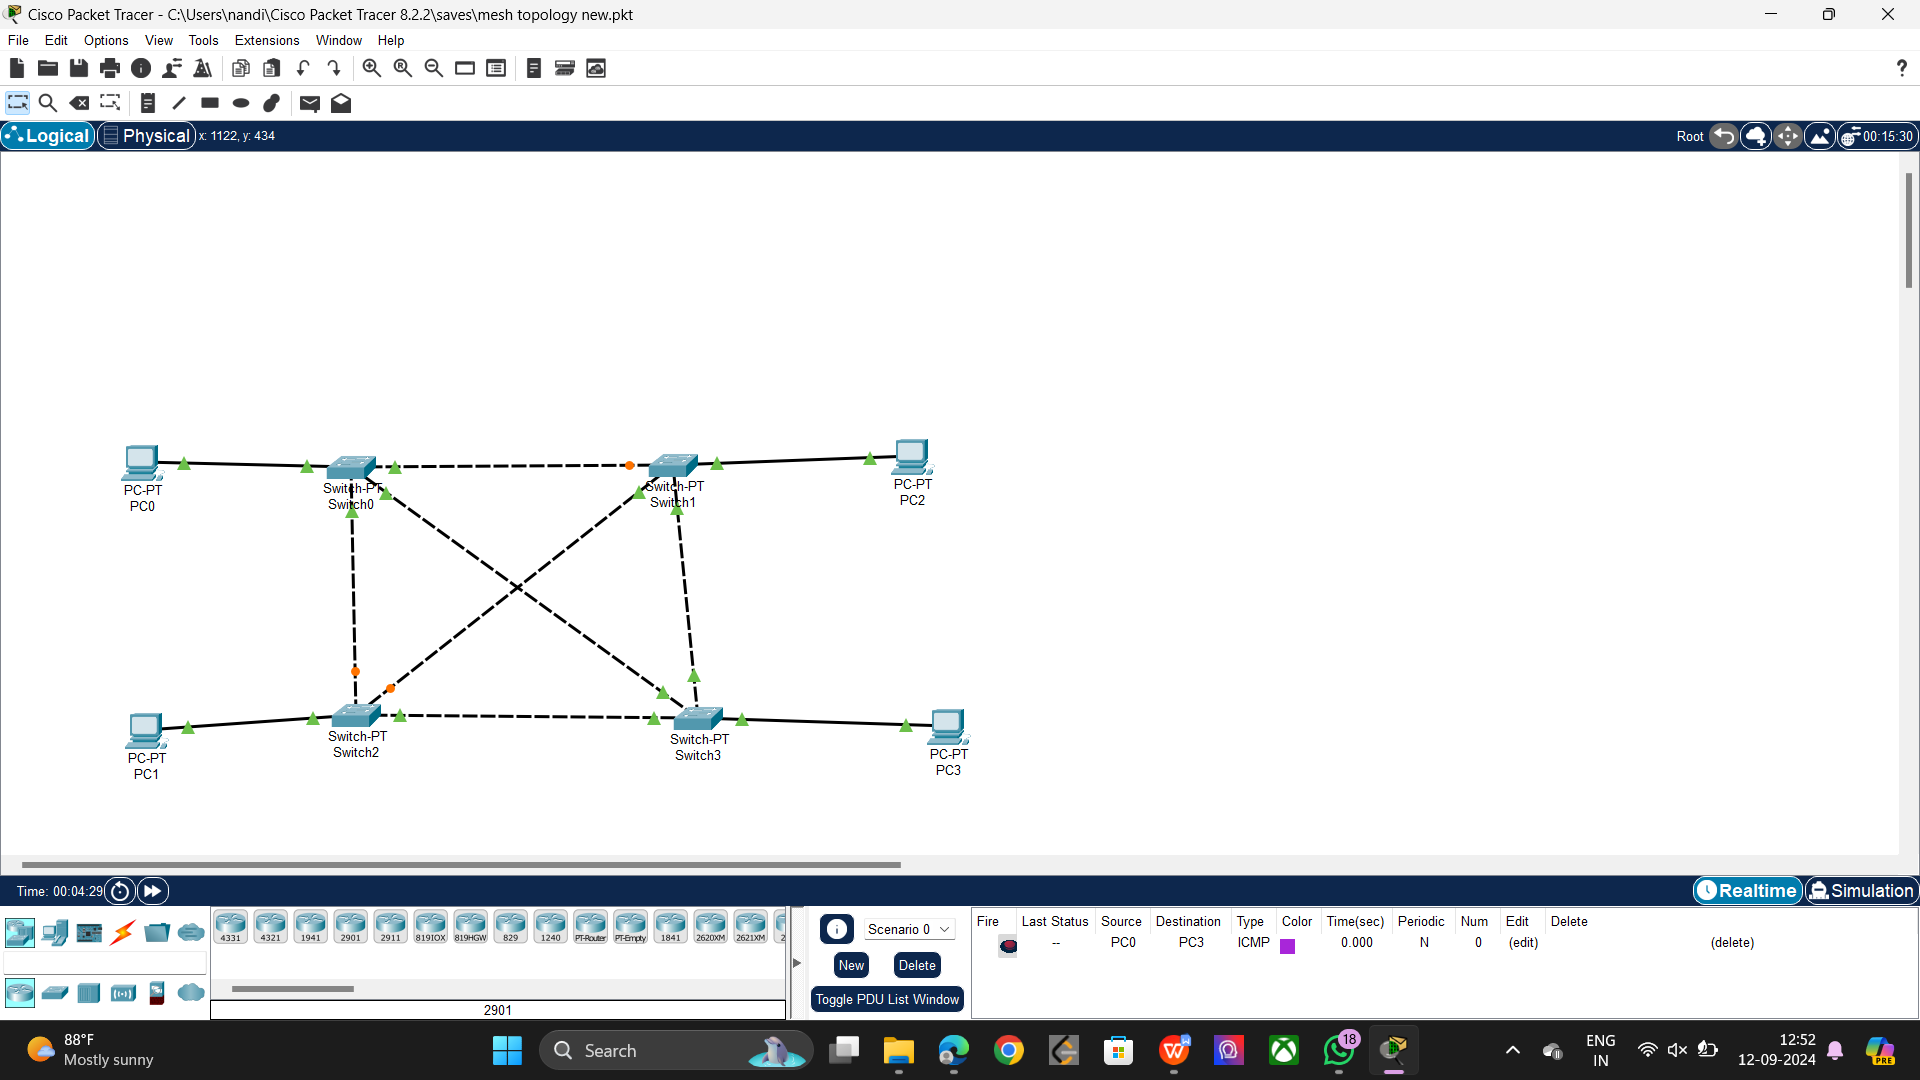 Cisco Packet Tracer - C:\Users\nandi\Cisco Packet Tracer 8.2.2\saves\mesh topology new.pkt
File Edit Options View Tools Extensions Window Help
?
Logical Physical x: 1122, y: 434 Root 00:15:30
PC-PT
PC0
Switch-PT
Switch0
Switch-PT
Switch1
PC-PT
PC2
PC-PT
PC1
Switch-PT
Switch2
Switch-PT
Switch3
PC-PT
PC3
Time: 00:04:29 Realtime Simulation
4331 4321 1941 2901 2911 819IOX 819HGW 829 1240 PT-Router PT-Empty 1841 2620XM 2621XM 2
2901
Scenario 0
New Delete
Toggle PDU List Window
Fire Last Status Source Destination Type Color Time(sec) Periodic Num Edit Delete
-- PC0 PC3 ICMP 0.000 N 0 (edit) (delete)
88°F
Mostly sunny
Search
18
ENG
IN
12:52
12-09-2024
PRE